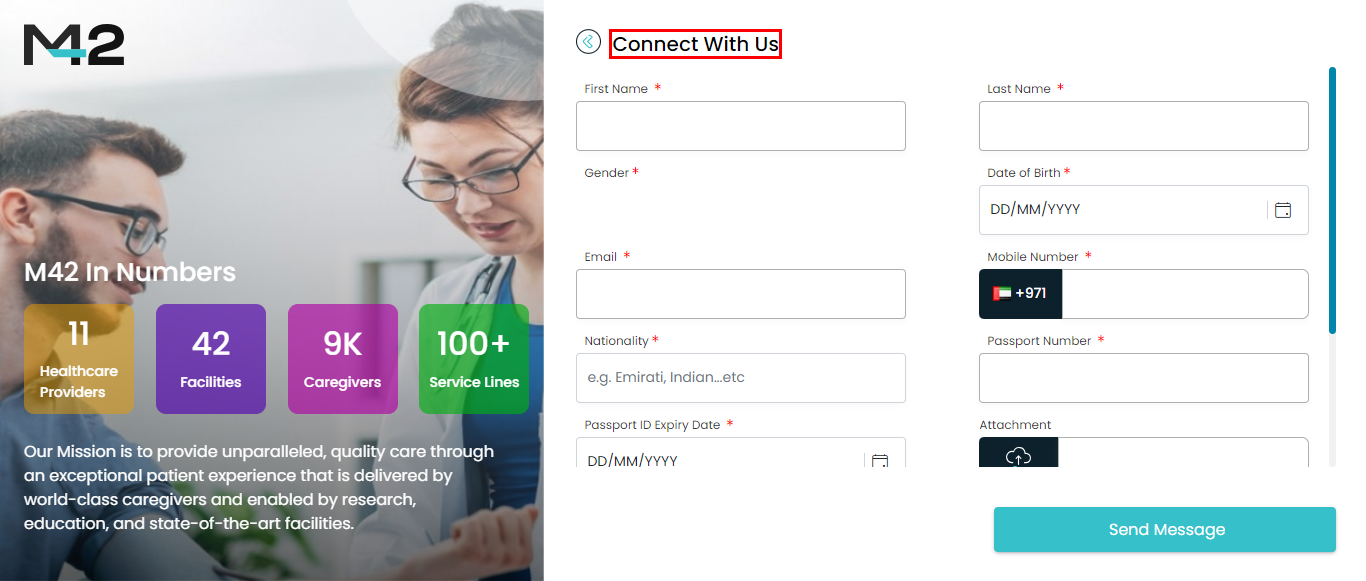 M42
M42 In Numbers
11
Healthcare
Providers
42
Facilities
9K
Caregivers
100+
Service Lines
Our Mission is to provide unparalleled, quality care through
an exceptional patient experience that is delivered by
world-class caregivers and enabled by research,
education, and state-of-the-art facilities.
Connect With Us
First Name *
Last Name *
Gender *
Date of Birth *
DD/MM/YYYY
Email *
Mobile Number *
+971
Nationality *
e.g. Emirati, Indian...etc
Passport Number *
Passport ID Expiry Date *
DD/MM/YYYY
Attachment
Send Message